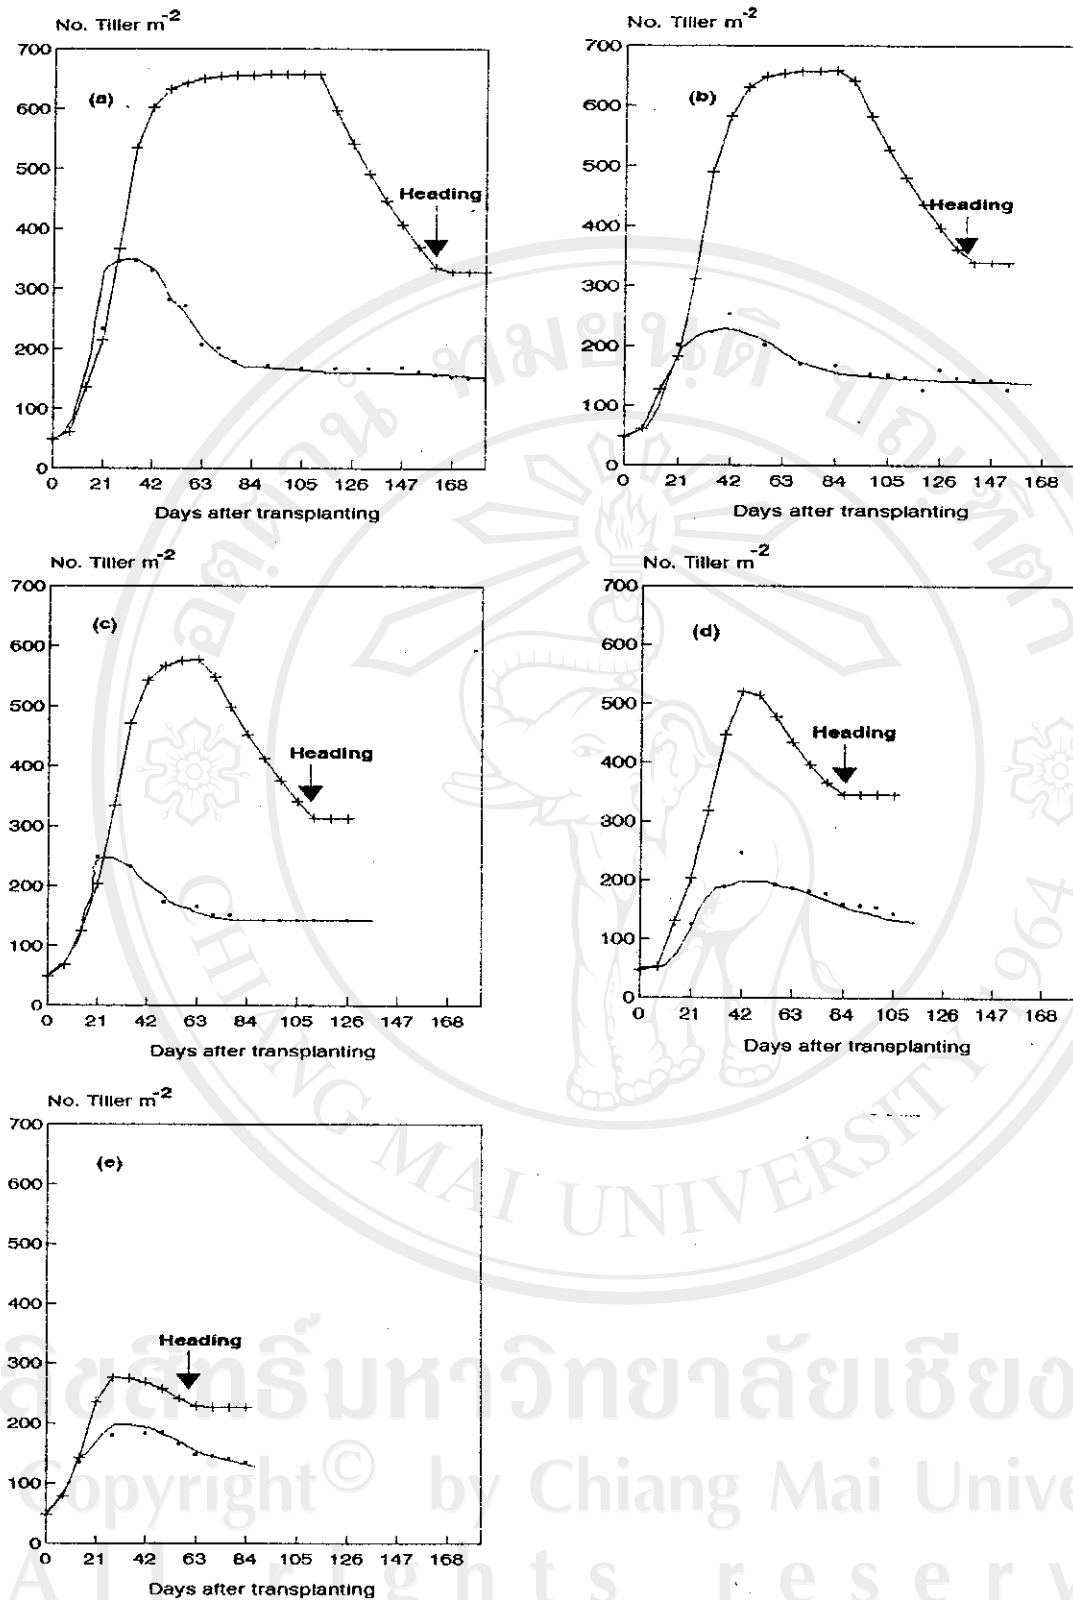 No. Tiller m-2
700
600
500
400
300
200
100
0
(a)
Heading
0 21 42 63 84 105 126 147 168
Days after transplanting
No. Tiller m-2
700
600
500
400
300
200
100
0
(b)
Heading
0 21 42 63 84 105 126 147 168
Days after transplanting
No. Tiller m-2
700
600
500
400
300
200
100
0
(c)
Heading
0 21 42 63 84 105 126 147 168
Days after transplanting
No. Tiller m-2
700
600
500
400
300
200
100
0
(d)
Heading
0 21 42 63 84 105 126 147 168
Days after transplanting
No. Tiller m-2
700
600
500
400
300
200
100
0
(e)
Heading
0 21 42 63 84 105 126 147 168
Days after transplanting
CHIANG MAI UNIVERSITY 1964
ลิขสิทธิ์มหาวิทยาลัยเชียง
Copyright© by Chiang Mai Unive
All rights reserv